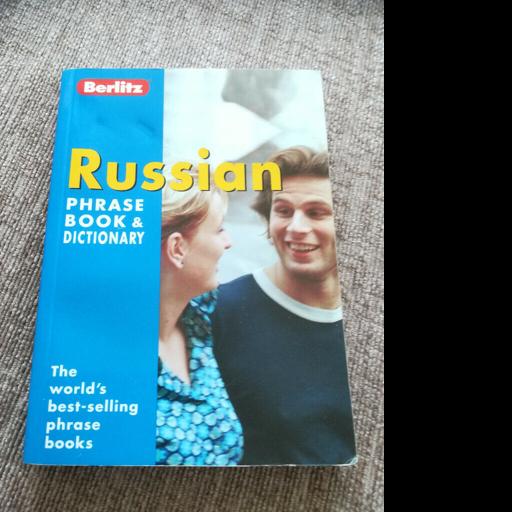 Berlitz
Russian
PHRASE
BOOK &
DICTIONARY
The
world's
best-selling
phrase
books